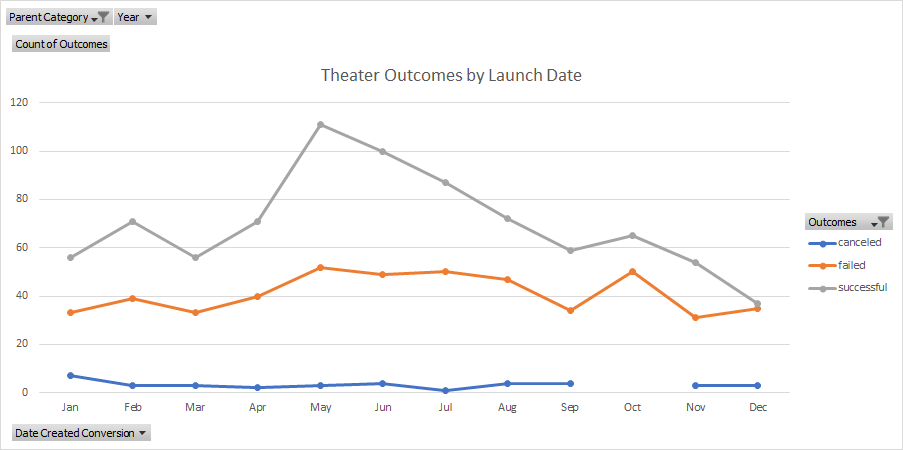 Parent Category Year
Count of Outcomes
Theater Outcomes by Launch Date
120
100
80
60
40
20
0
Jan Feb Mar Apr May Jun Jul Aug Sep Oct Nov Dec
Outcomes
canceled
failed
successful
Date Created Conversion